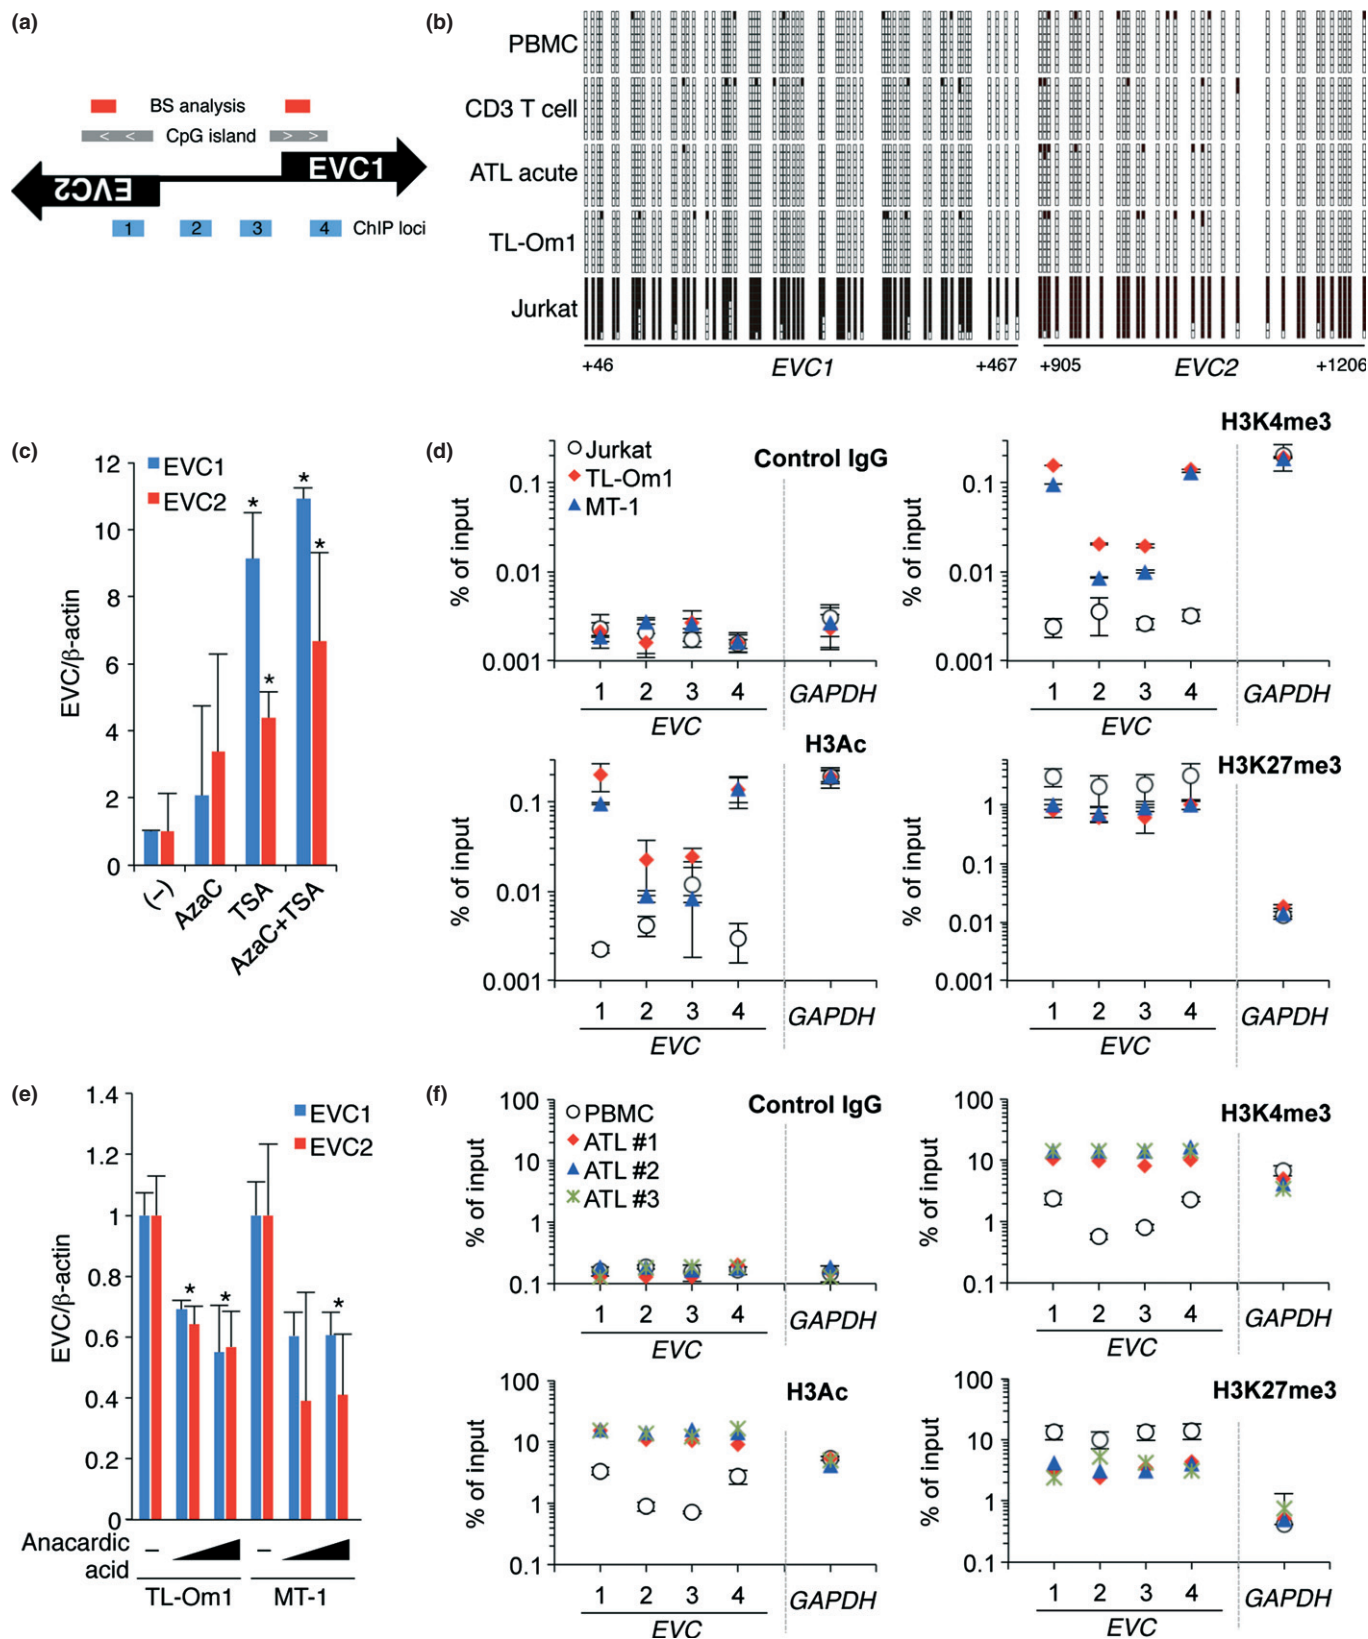 (a)
BS analysis
< < CpG island > >
EVC1
EVC2
1 2 3 4 ChIP loci
(b)
PBMC
CD3 T cell
ATL acute
TL-Om1
Jurkat
+46 EVC1 +467 +905 EVC2 +1206
(c)
EVC1
EVC2
EVC/β-actin
12
10
8
6
4
2
0
* * * *
(–) AzaC TSA AzaC+TSA
(d)
Jurkat
TL-Om1
MT-1
Control IgG
% of input
0.1
0.01
0.001
1 2 3 4 GAPDH
EVC
H3K4me3
% of input
0.1
0.01
0.001
1 2 3 4 GAPDH
EVC
H3Ac
% of input
0.1
0.01
0.001
1 2 3 4 GAPDH
EVC
H3K27me3
% of input
1
0.1
0.01
0.001
1 2 3 4 GAPDH
EVC
(e)
EVC1
EVC2
EVC/β-actin
1.4
1.2
1
0.8
0.6
0.4
0.2
0
* * *
Anacardic – –
acid
TL-Om1 MT-1
(f)
PBMC
ATL #1
ATL #2
ATL #3
Control IgG
% of input
100
10
1
0.1
1 2 3 4 GAPDH
EVC
H3K4me3
% of input
100
10
1
0.1
1 2 3 4 GAPDH
EVC
H3Ac
% of input
100
10
1
0.1
1 2 3 4 GAPDH
EVC
H3K27me3
% of input
100
10
1
0.1
1 2 3 4 GAPDH
EVC